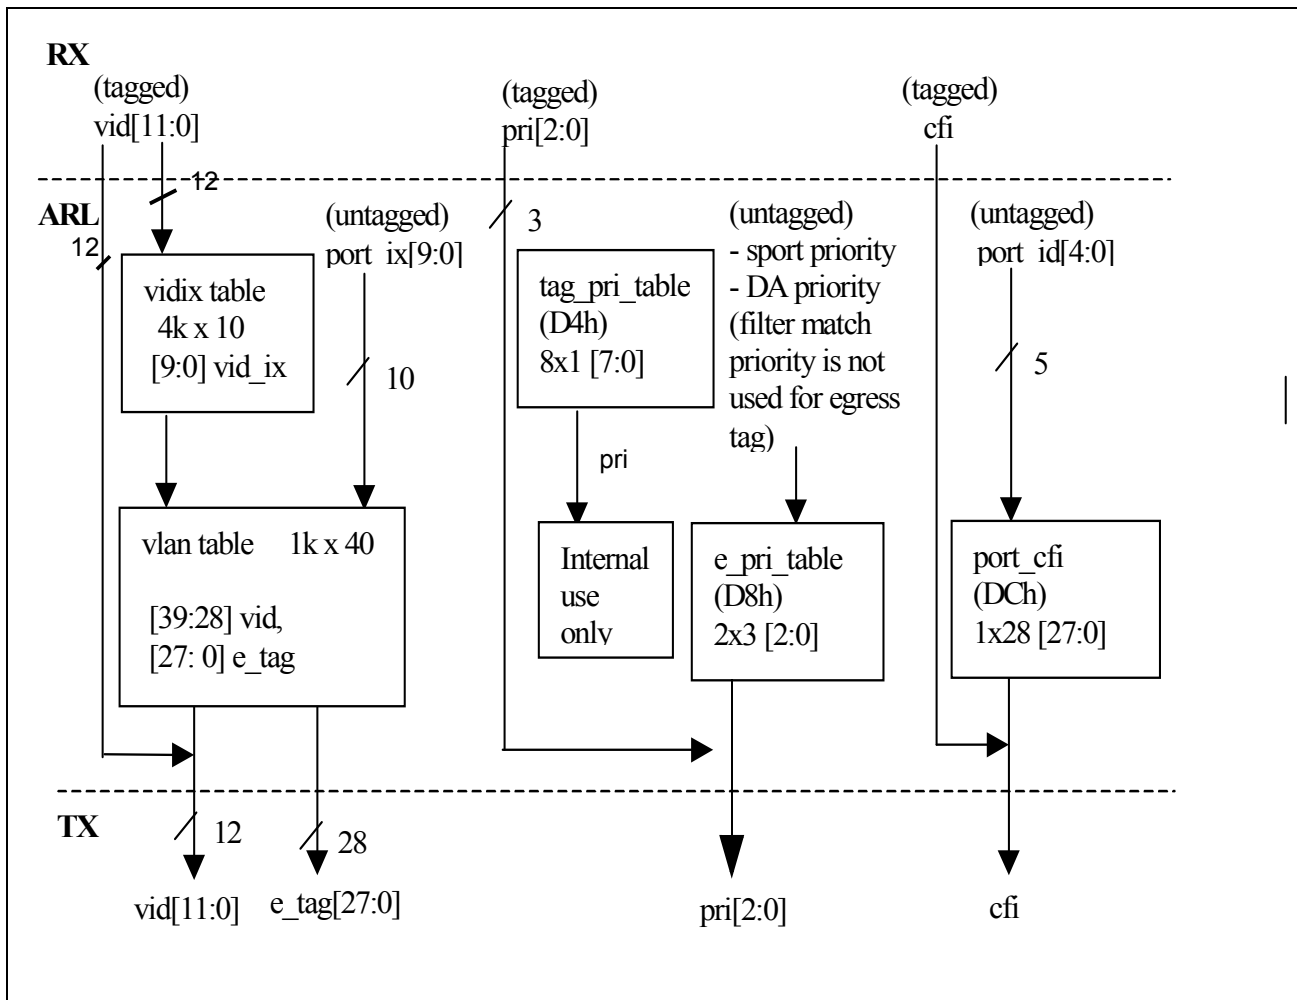 RX
(tagged)
vid[11:0]
(tagged)
pri[2:0]
(tagged)
cfi
12
ARL
12
(untagged)
port_ix[9:0]
3
(untagged)
- sport priority
- DA priority
(filter match
priority is not
used for egress
tag)
(untagged)
port_id[4:0]
vidix table
4k x 10
[9:0] vid_ix
10
tag_pri_table
(D4h)
8x1 [7:0]
5
pri
vlan table 1k x 40
[39:28] vid,
[27: 0] e_tag
Internal
use
only
e_pri_table
(D8h)
2x3 [2:0]
port_cfi
(DCh)
1x28 [27:0]
TX
12
28
vid[11:0]
e_tag[27:0]
pri[2:0]
cfi